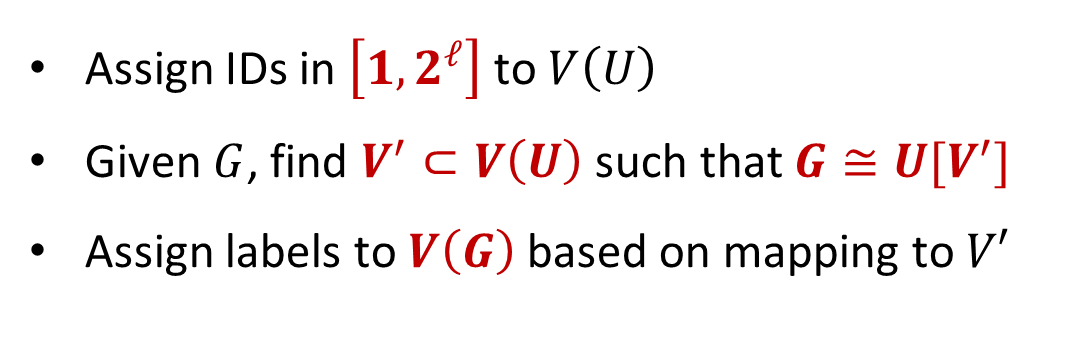 • Assign IDs in [1, 2^ℓ] to V(U)
• Given G, find V′ ⊂ V(U) such that G ≅ U[V′]
• Assign labels to V(G) based on mapping to V′